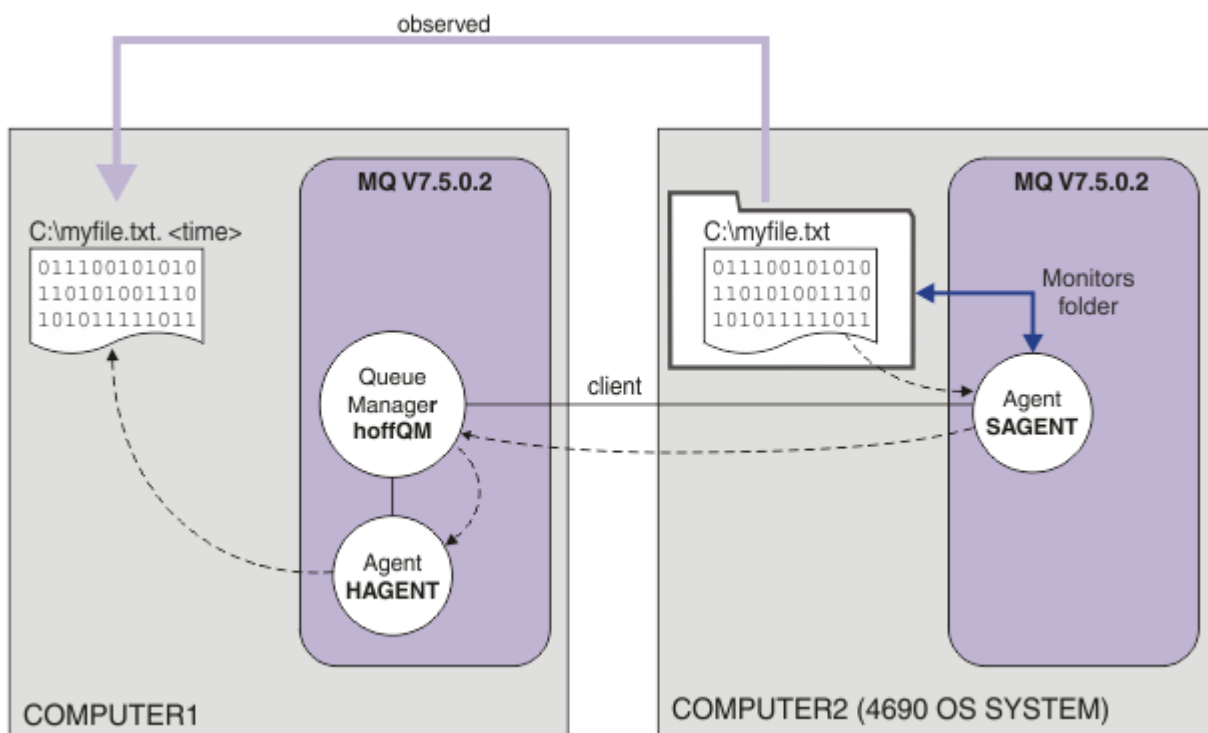 observed
MQ V7.5.0.2
C:\myfile.txt. <time>
011100101010
110101001110
101011111011
Queue
Manager
hoffQM
Agent
HAGENT
COMPUTER1
client
MQ V7.5.0.2
C:\myfile.txt
011100101010
110101001110
101011111011
Monitors
folder
Agent
SAGENT
COMPUTER2 (4690 OS SYSTEM)